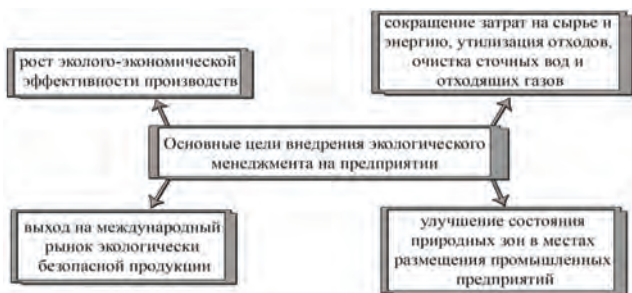 рост эколого-экономической
эффективности производств
сокращение затрат на сырье и
энергию, утилизация отходов,
очистка сточных вод и
отходящих газов
Основные цели внедрения экологического
менеджмента на предприятии
выход на международный
рынок экологически
безопасной продукции
улучшение состояния
природных зон в местах
размещения промышленных
предприятий